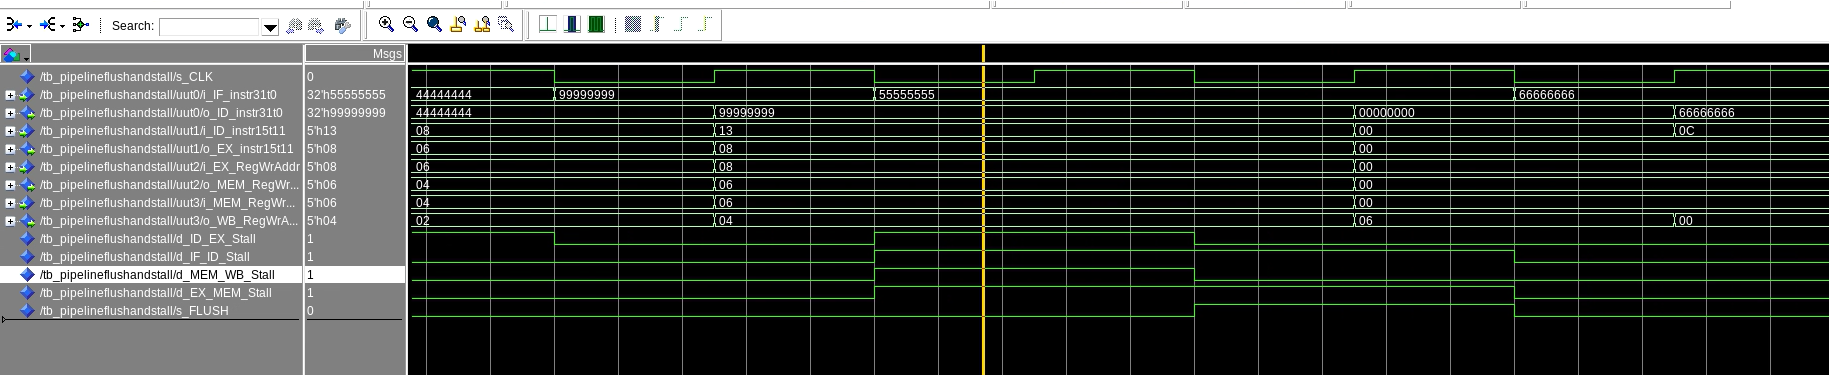 Search:
Msgs
/tb_pipelineflushandstall/s_CLK 0
/tb_pipelineflushandstall/uut0/i_IF_instr31t0 32'h55555555 44444444 99999999 55555555 66666666
/tb_pipelineflushandstall/uut0/o_ID_instr31t0 32'h99999999 44444444 99999999 00000000 66666666
/tb_pipelineflushandstall/uut1/i_ID_instr15t11 5'h13 08 13 00 0C
/tb_pipelineflushandstall/uut1/o_EX_instr15t11 5'h08 06 08 00
/tb_pipelineflushandstall/uut2/i_EX_RegWrAddr 5'h08 06 08 00
/tb_pipelineflushandstall/uut2/o_MEM_RegWr... 5'h06 04 06 00
/tb_pipelineflushandstall/uut3/i_MEM_RegWr... 5'h06 04 06 00
/tb_pipelineflushandstall/uut3/o_WB_RegWrA... 5'h04 02 04 06 00
/tb_pipelineflushandstall/d_ID_EX_Stall 1
/tb_pipelineflushandstall/d_IF_ID_Stall 1
/tb_pipelineflushandstall/d_MEM_WB_Stall 1
/tb_pipelineflushandstall/d_EX_MEM_Stall 1
/tb_pipelineflushandstall/s_FLUSH 0